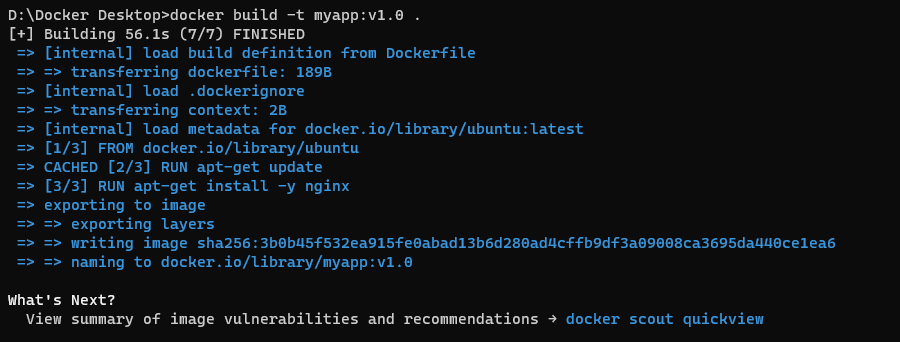 D:\Docker Desktop>docker build -t myapp:v1.0 .
[+] Building 56.1s (7/7) FINISHED
=> [internal] load build definition from Dockerfile
=> => transferring dockerfile: 189B
=> [internal] load .dockerignore
=> => transferring context: 2B
=> [internal] load metadata for docker.io/library/ubuntu:latest
=> [1/3] FROM docker.io/library/ubuntu
=> CACHED [2/3] RUN apt-get update
=> [3/3] RUN apt-get install -y nginx
=> exporting to image
=> => exporting layers
=> => writing image sha256:3b0b45f532ea915fe0abad13b6d280ad4cffb9df3a09008ca3695da440ce1ea6
=> => naming to docker.io/library/myapp:v1.0
What's Next?
View summary of image vulnerabilities and recommendations → docker scout quickview